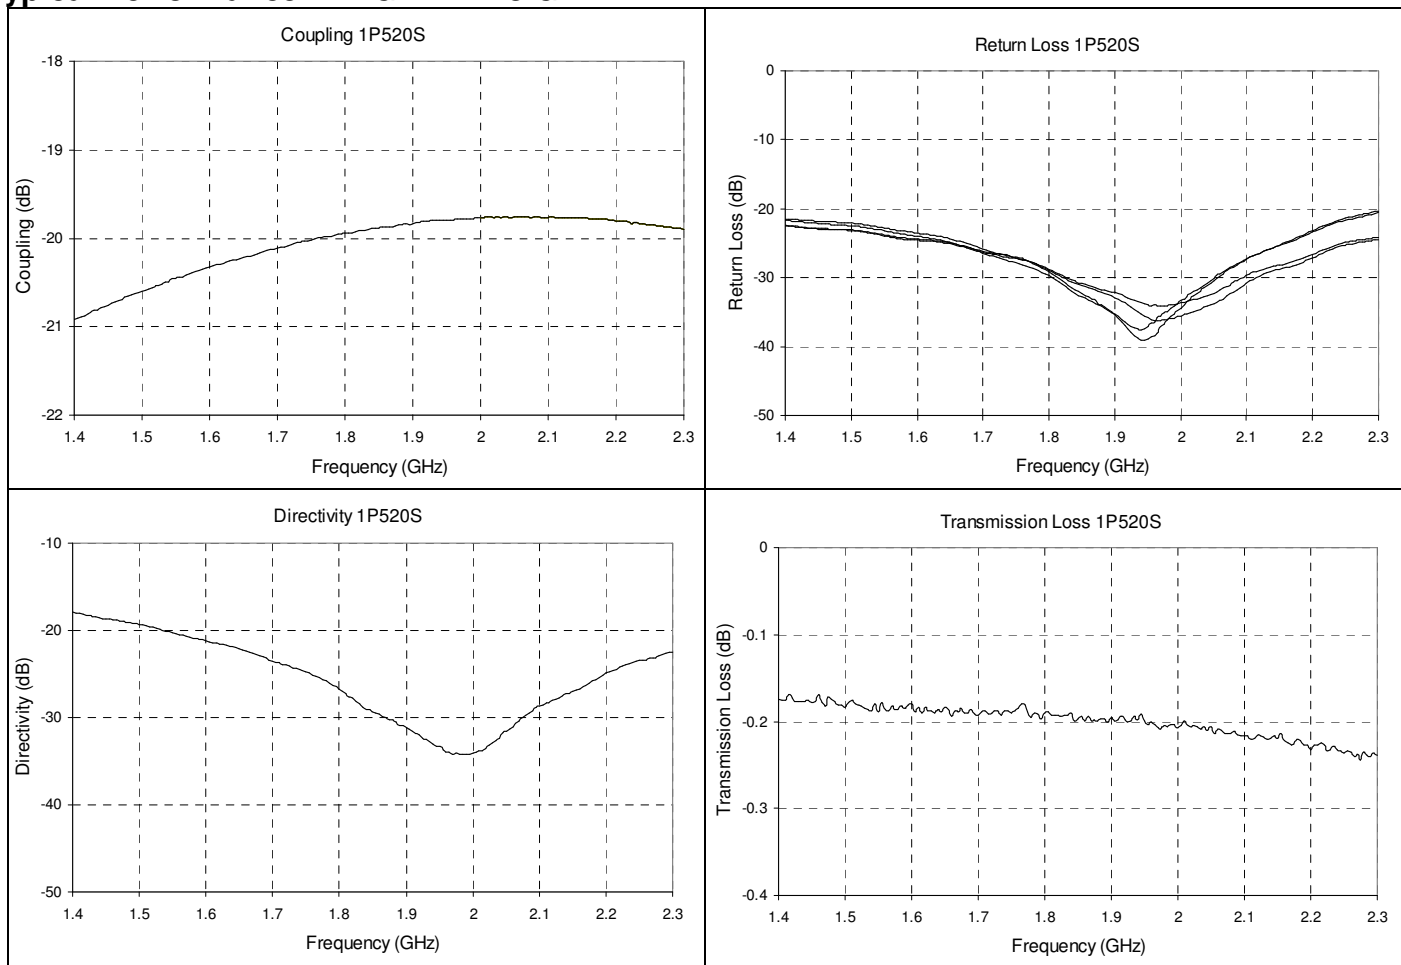 Coupling 1P520S
-18
-19
-20
-21
-22
Coupling (dB)
1.4 1.5 1.6 1.7 1.8 1.9 2 2.1 2.2 2.3
Frequency (GHz)
Return Loss 1P520S
0
-10
-20
-30
-40
-50
Return Loss (dB)
1.4 1.5 1.6 1.7 1.8 1.9 2 2.1 2.2 2.3
Frequency (GHz)
Directivity 1P520S
-10
-20
-30
-40
-50
Directivity (dB)
1.4 1.5 1.6 1.7 1.8 1.9 2 2.1 2.2 2.3
Frequency (GHz)
Transmission Loss 1P520S
0
-0.1
-0.2
-0.3
-0.4
Transmission Loss (dB)
1.4 1.5 1.6 1.7 1.8 1.9 2 2.1 2.2 2.3
Frequency (GHz)